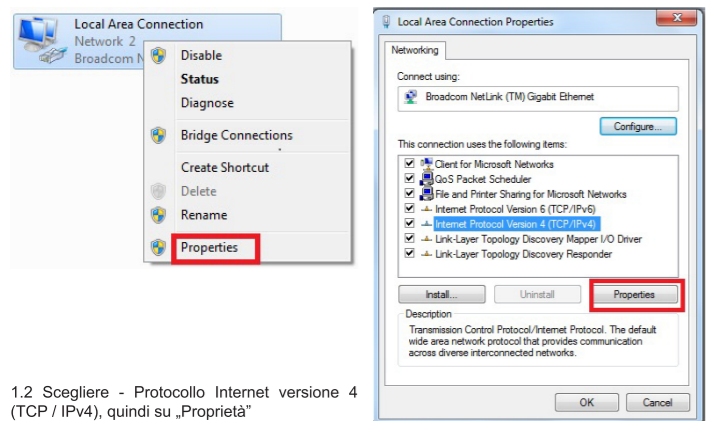 Local Area Connection
Network 2
Broadcom N
Disable
Status
Diagnose
Bridge Connections
Create Shortcut
Delete
Rename
Properties
1.2 Scegliere - Protocollo Internet versione 4
(TCP / IPv4), quindi su „Proprietà”
Local Area Connection Properties
Networking
Connect using:
Broadcom NetLink (TM) Gigabit Ethernet
Configure...
This connection uses the following items:
Client for Microsoft Networks
QoS Packet Scheduler
File and Printer Sharing for Microsoft Networks
Internet Protocol Version 6 (TCP/IPv6)
Internet Protocol Version 4 (TCP/IPv4)
Link-Layer Topology Discovery Mapper I/O Driver
Link-Layer Topology Discovery Responder
Install...
Uninstall
Properties
Description
Transmission Control Protocol/Internet Protocol. The default
wide area network protocol that provides communication
across diverse interconnected networks.
OK
Cancel